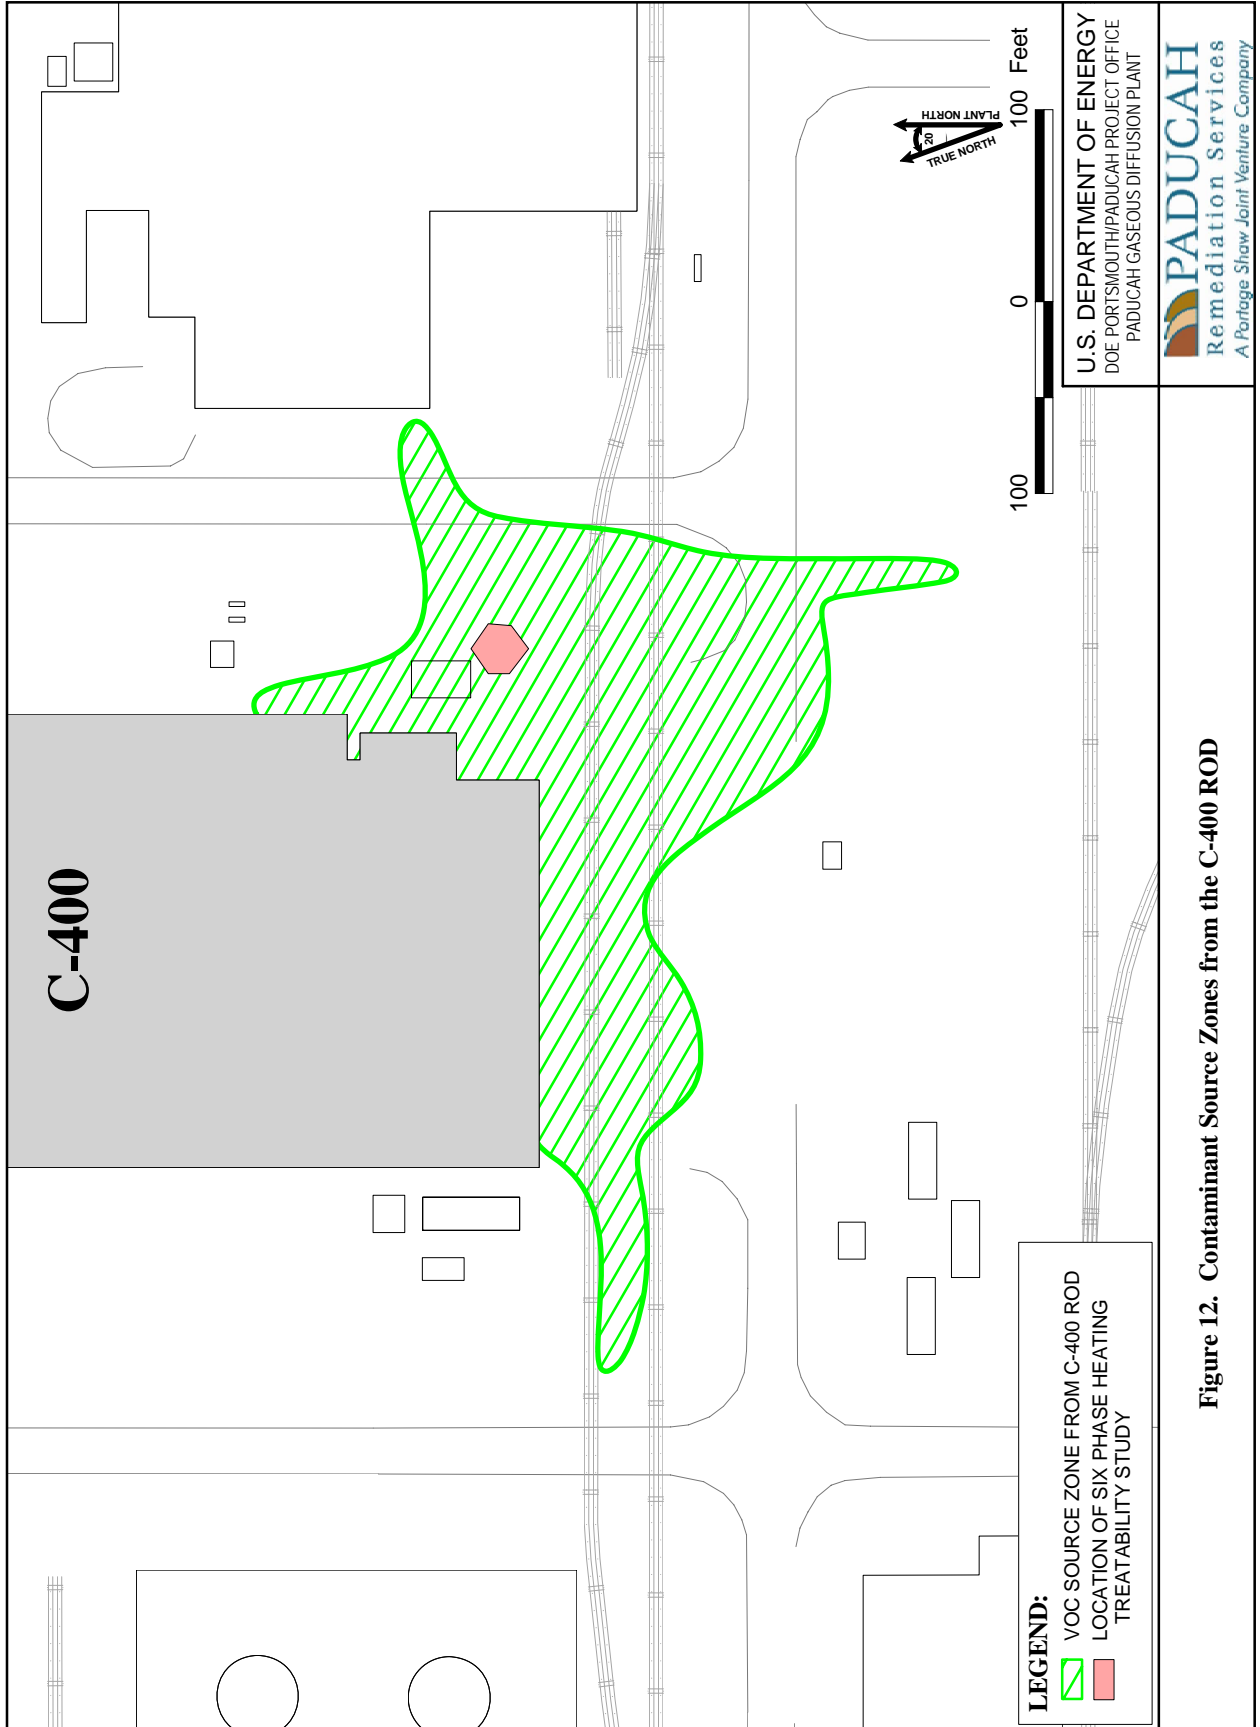 C-400
TRUE NORTH
PLANT NORTH
20
100 0 100 Feet
LEGEND:
VOC SOURCE ZONE FROM C-400 ROD
LOCATION OF SIX PHASE HEATING
TREATABILITY STUDY
U.S. DEPARTMENT OF ENERGY
DOE PORTSMOUTH/PADUCAH PROJECT OFFICE
PADUCAH GASEOUS DIFFUSION PLANT
PADUCAH
Remediation Services
A Portage Shaw Joint Venture Company
Figure 12. Contaminant Source Zones from the C-400 ROD